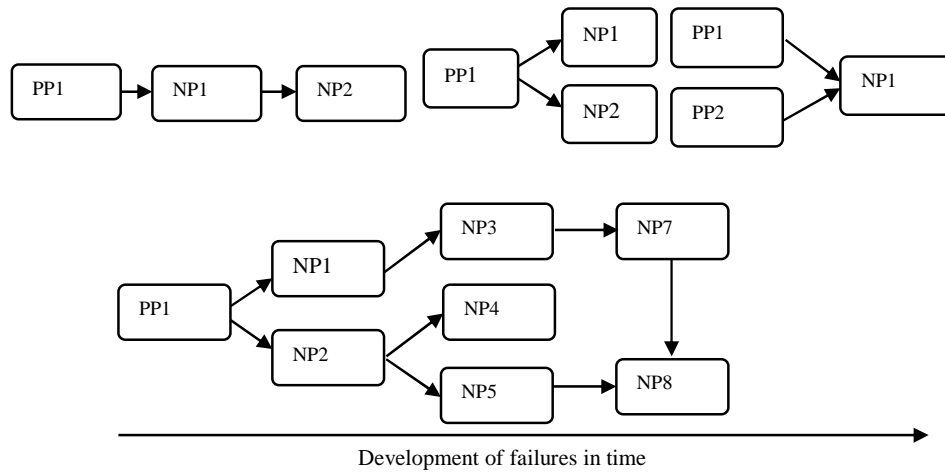 PP1
NP1
NP2
PP1
NP1
NP2
PP1
PP2
NP1
PP1
NP1
NP2
NP3
NP4
NP5
NP7
NP8
Development of failures in time